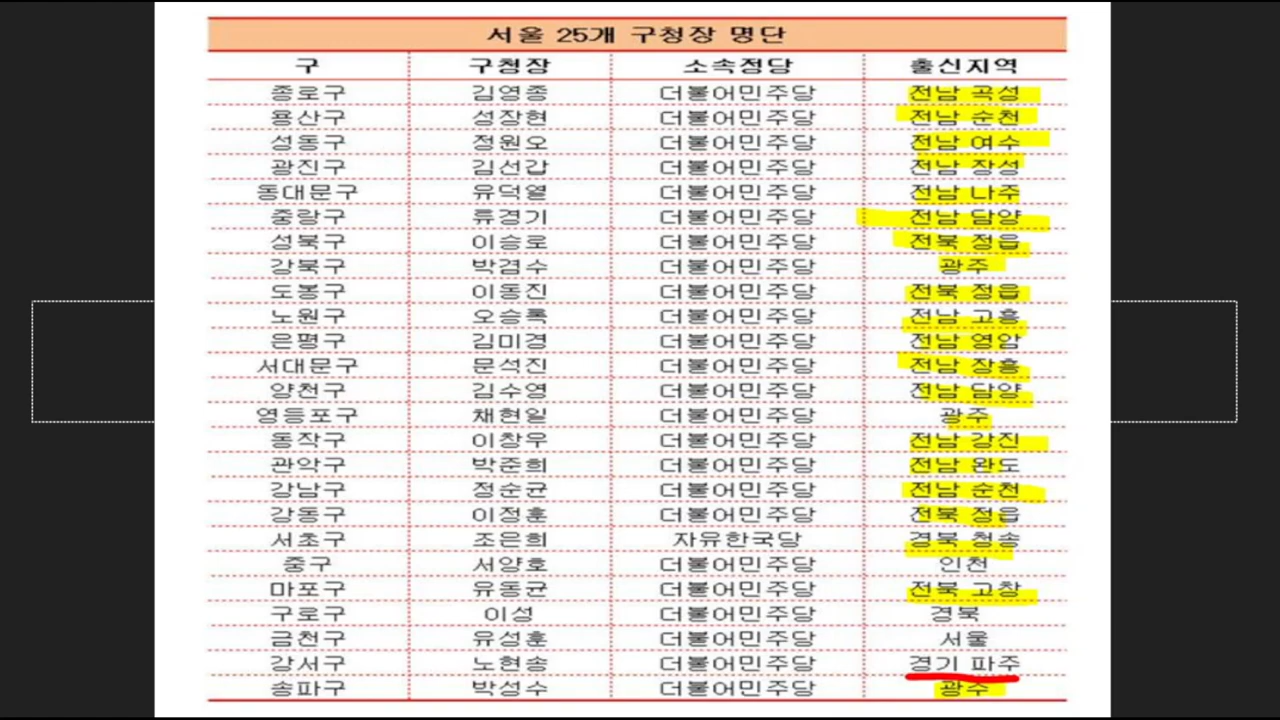 서울 25개 구청장 명단
구 구청장 소속정당 출신지역
종로구 김영종 더불어민주당 전남 곡성
용산구 성장현 더불어민주당 전남 순천
성동구 정원오 더불어민주당 전남 여수
광진구 김선갑 더불어민주당 전남 장성
동대문구 유덕열 더불어민주당 전남 나주
중랑구 류경기 더불어민주당 전남 담양
성북구 이승로 더불어민주당 전북 정읍
강북구 박겸수 더불어민주당 광주
도봉구 이동진 더불어민주당 전북 정읍
노원구 오승록 더불어민주당 전남 고흥
은평구 김미경 더불어민주당 전남 영암
서대문구 문석진 더불어민주당 전남 장흥
양천구 김수영 더불어민주당 전남 담양
영등포구 채현일 더불어민주당 광주
동작구 이창우 더불어민주당 전남 강진
관악구 박준희 더불어민주당 전남 완도
강남구 정순균 더불어민주당 전남 순천
강동구 이정훈 더불어민주당 전북 정읍
서초구 조은희 자유한국당 경북 청송
중구 서양호 더불어민주당 인천
마포구 유동균 더불어민주당 전북 고창
구로구 이성 더불어민주당 경북
금천구 유성훈 더불어민주당 서울
강서구 노현송 더불어민주당 경기 파주
송파구 박성수 더불어민주당 광주